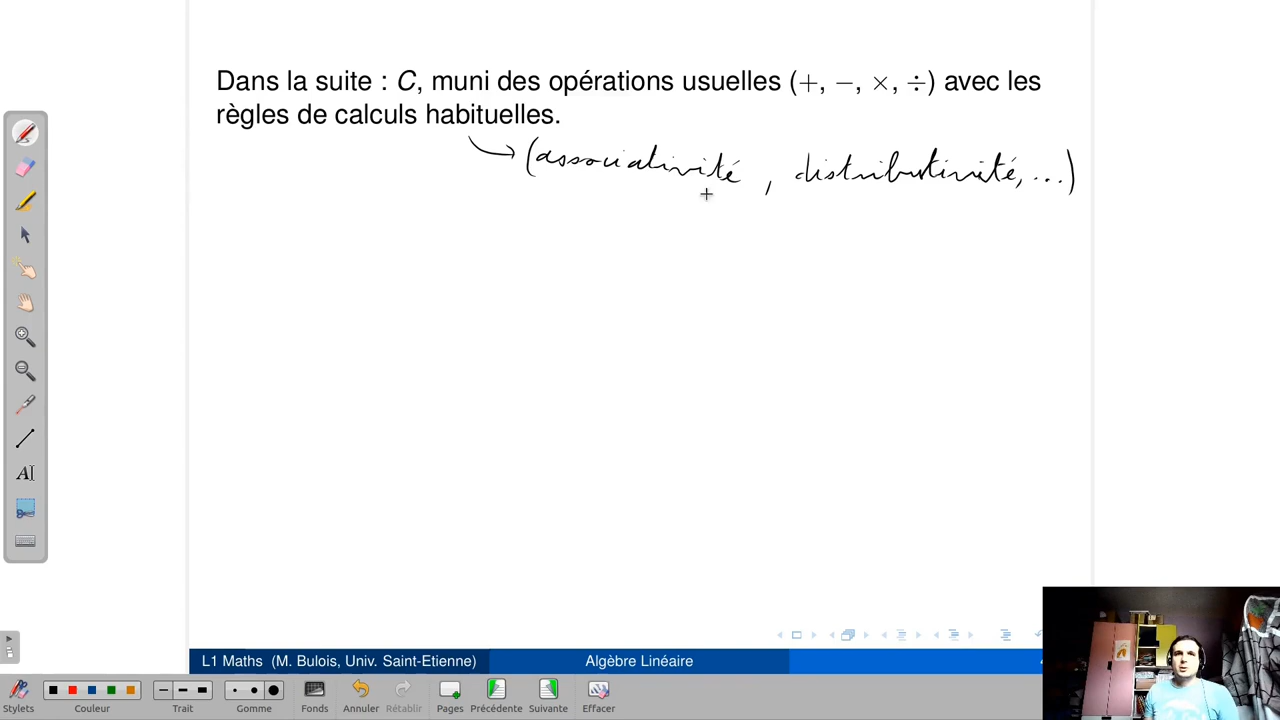 Dans la suite : C, muni des opérations usuelles (+, −, ×, ÷) avec les
règles de calculs habituelles.
(associativité, distributivité, ...)
AI
L1 Maths (M. Bulois, Univ. Saint-Etienne) Algèbre Linéaire
Stylets Couleur Trait Gomme Fonds Annuler Rétablir Pages Précédente Suivante Effacer